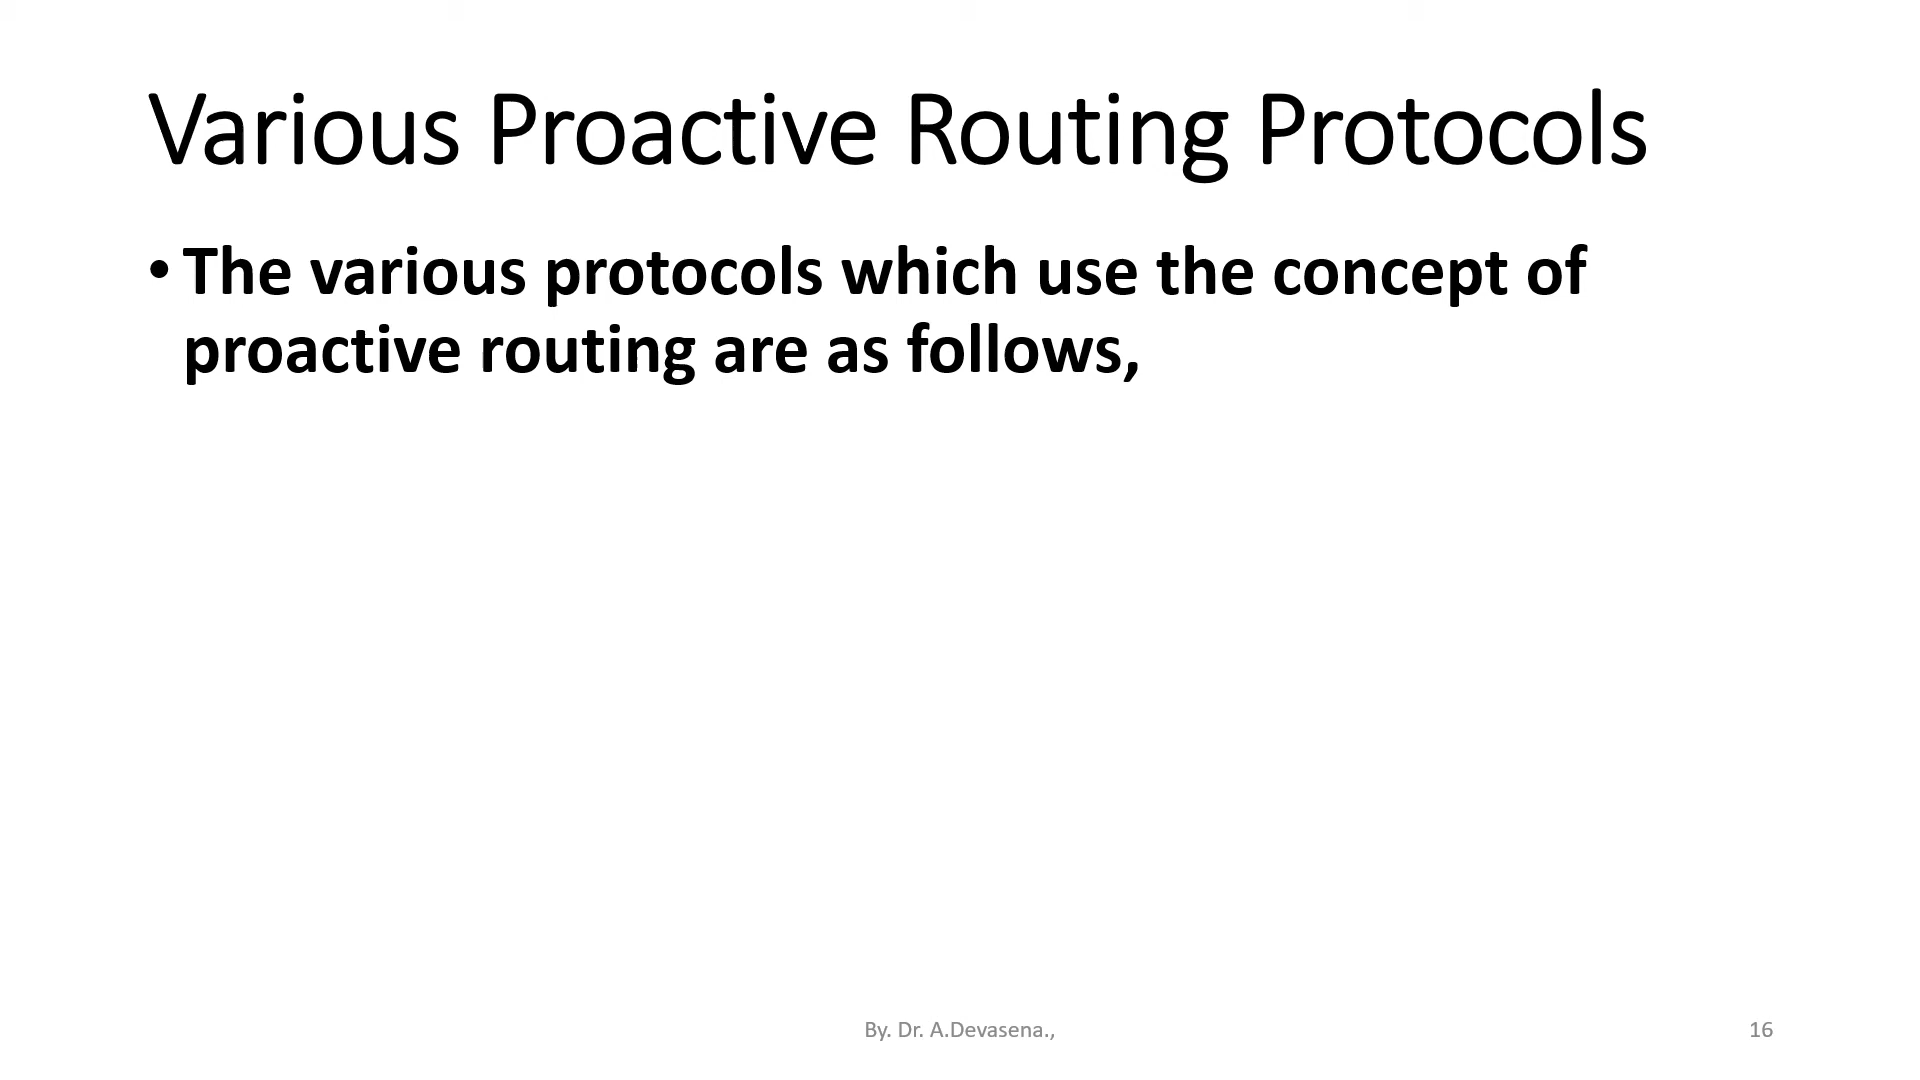 Various Proactive Routing Protocols
• The various protocols which use the concept of
proactive routing are as follows,
By. Dr. A.Devasena.,
16